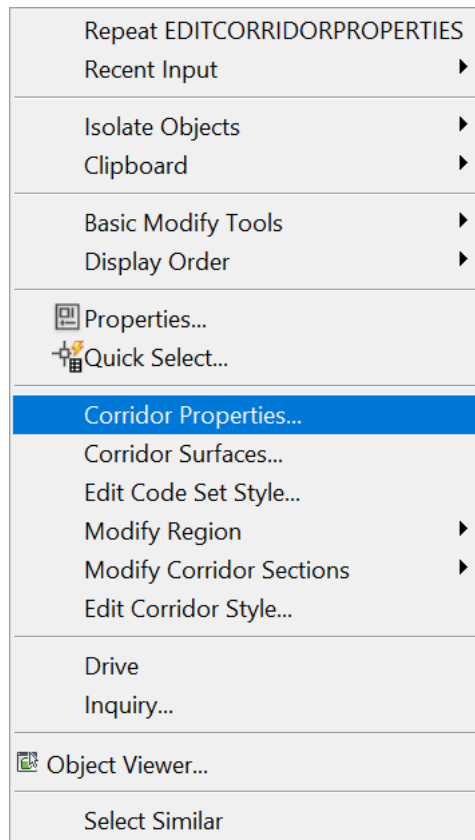 Repeat EDITCORRIDORPROPERTIES
Recent Input
Isolate Objects
Clipboard
Basic Modify Tools
Display Order
Properties...
Quick Select...
Corridor Properties...
Corridor Surfaces...
Edit Code Set Style...
Modify Region
Modify Corridor Sections
Edit Corridor Style...
Drive
Inquiry...
Object Viewer...
Select Similar